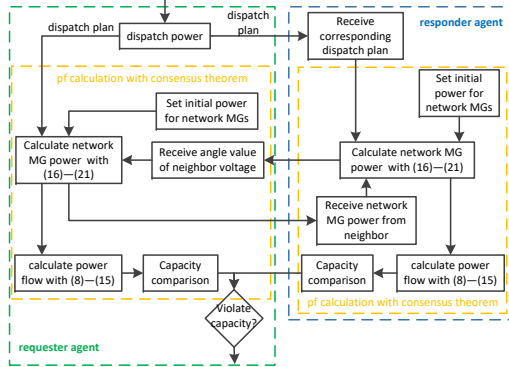 dispatch plan
dispatch power
dispatch
plan
Receive
corresponding
dispatch plan
responder agent
pf calculation with consensus theorem
Set initial power
for network MGs
Set initial
power for
network MGs
Calculate network
MG power with
(16)—(21)
Receive angle value
of neighbor voltage
Calculate network MG
power with (16)—(21)
Receive network
MG power from
neighbor
calculate power
flow with (8)—(15)
Capacity
comparison
Capacity
comparison
calculate power
flow with (8)—(15)
pf calculation with consensus theorem
Violate
capacity?
requester agent